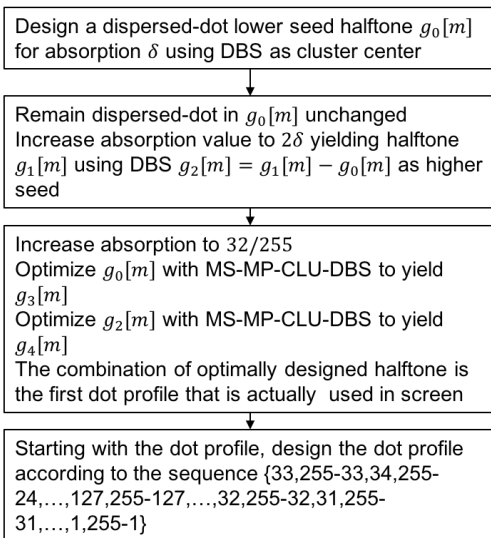 Design a dispersed-dot lower seed halftone g₀[m]
for absorption δ using DBS as cluster center
Remain dispersed-dot in g₀[m] unchanged
Increase absorption value to 2δ yielding halftone
g₁[m] using DBS g₂[m] = g₁[m] − g₀[m] as higher
seed
Increase absorption to 32/255
Optimize g₀[m] with MS-MP-CLU-DBS to yield
g₃[m]
Optimize g₂[m] with MS-MP-CLU-DBS to yield
g₄[m]
The combination of optimally designed halftone is
the first dot profile that is actually used in screen
Starting with the dot profile, design the dot profile
according to the sequence {33,255-33,34,255-
24,…,127,255-127,…,32,255-32,31,255-
31,…,1,255-1}